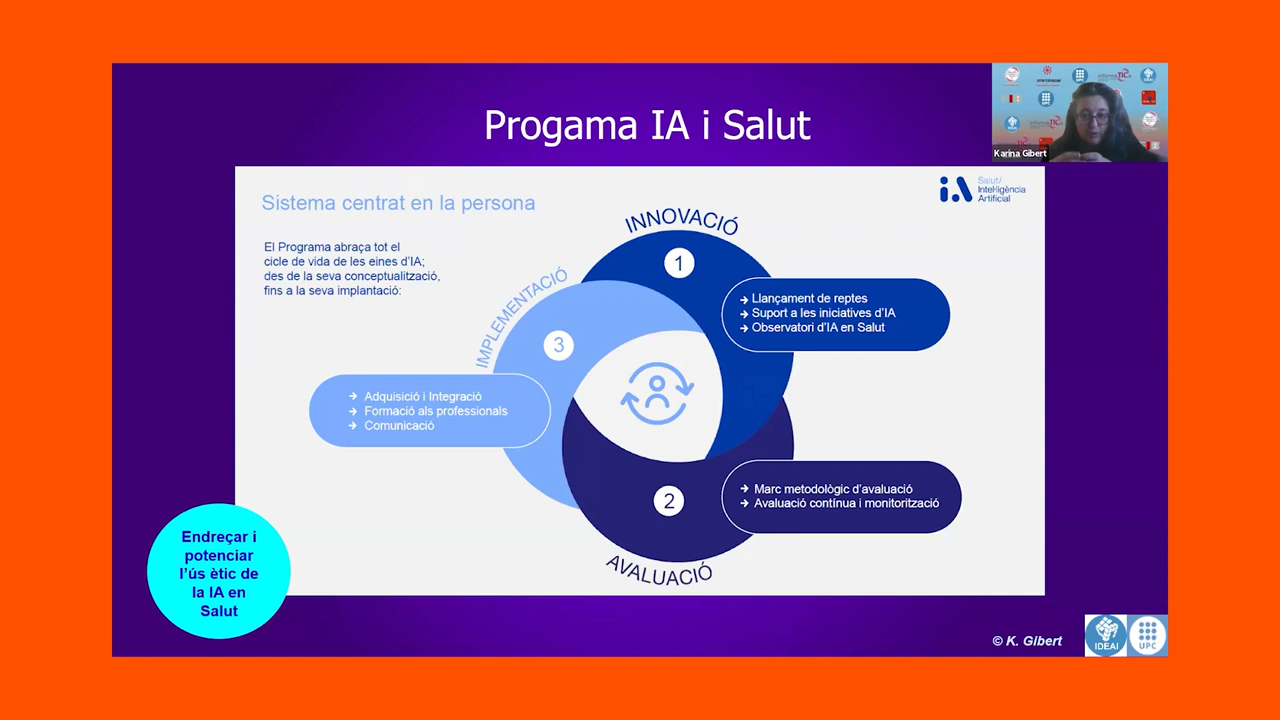 Progama IA i Salut
Karina Gibert
Sistema centrat en la persona
Salut/
Intel·ligència
Artificial
El Programa abraça tot el
cicle de vida de les eines d'IA;
des de la seva conceptualització,
fins a la seva implantació:
INNOVACIÓ
1
→ Llançament de reptes
→ Suport a les iniciatives d'IA
→ Observatori d'IA en Salut
IMPLEMENTACIÓ
3
→ Adquisició i Integració
→ Formació als professionals
→ Comunicació
2
→ Marc metodològic d'avaluació
→ Avaluació contínua i monitorització
AVALUACIÓ
Endreçar i
potenciar
l'ús ètic de
la IA en
Salut
© K. Gibert
IDEAI
UPC